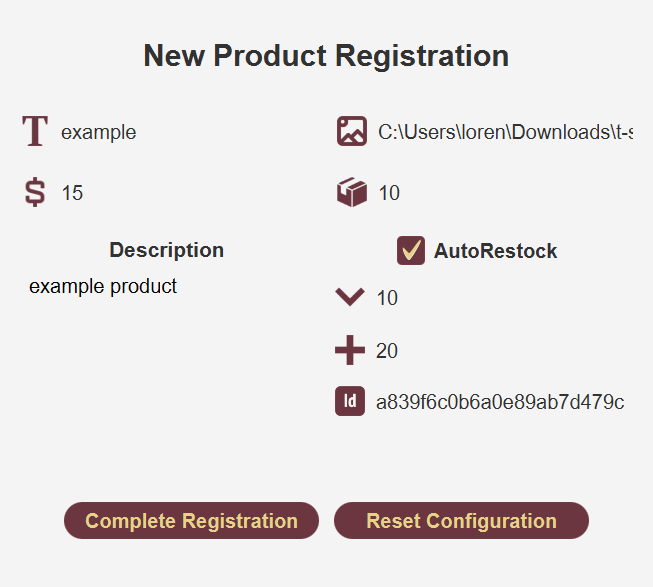 New Product Registration
T example
C:\Users\loren\Downloads\t-s
$ 15
10
Description
AutoRestock
example product
10
20
Id a839f6c0b6a0e89ab7d479c
Complete Registration
Reset Configuration